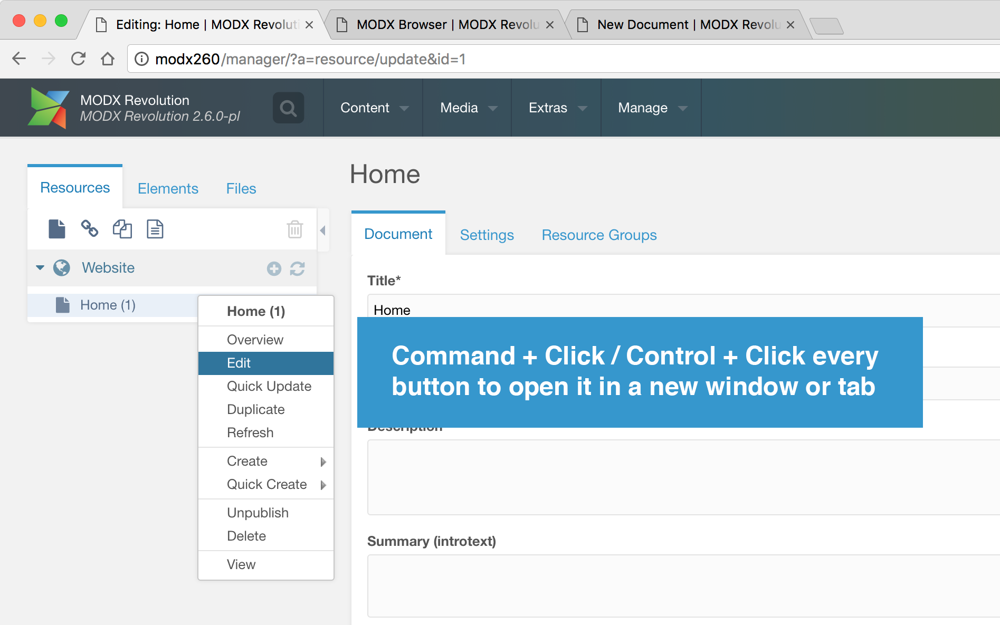 Editing: Home | MODX Revoluti
MODX Browser | MODX Revolu
New Document | MODX Revolu
modx260/manager/?a=resource/update&id=1
MODX Revolution
MODX Revolution 2.6.0-pl
Content
Media
Extras
Manage
Resources
Elements
Files
Website
Home (1)
Home (1)
Overview
Edit
Quick Update
Duplicate
Refresh
Create
Quick Create
Unpublish
Delete
View
Home
Document
Settings
Resource Groups
Title*
Home
Command + Click / Control + Click every
button to open it in a new window or tab
Description
Summary (introtext)